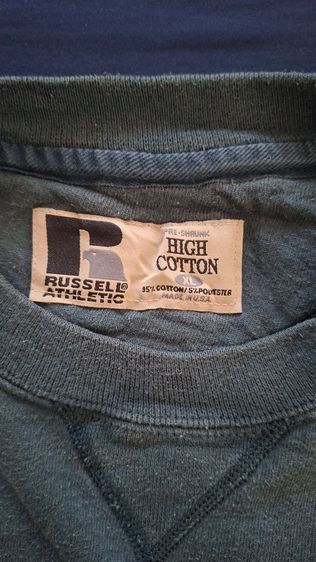 R
RUSSELL®
ATHLETIC
PRE-SHRUNK
HIGH
COTTON
XL
95% COTTON/5% POLYESTER
MADE IN U.S.A.